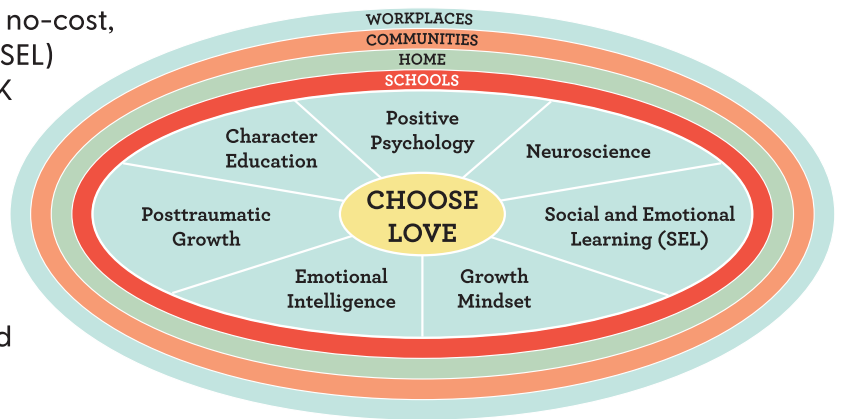 no-cost,
SEL)
K
d
WORKPLACES
COMMUNITIES
HOME
SCHOOLS
Positive
Psychology
Character
Education
Neuroscience
CHOOSE
LOVE
Posttraumatic
Growth
Social and Emotional
Learning (SEL)
Emotional
Intelligence
Growth
Mindset